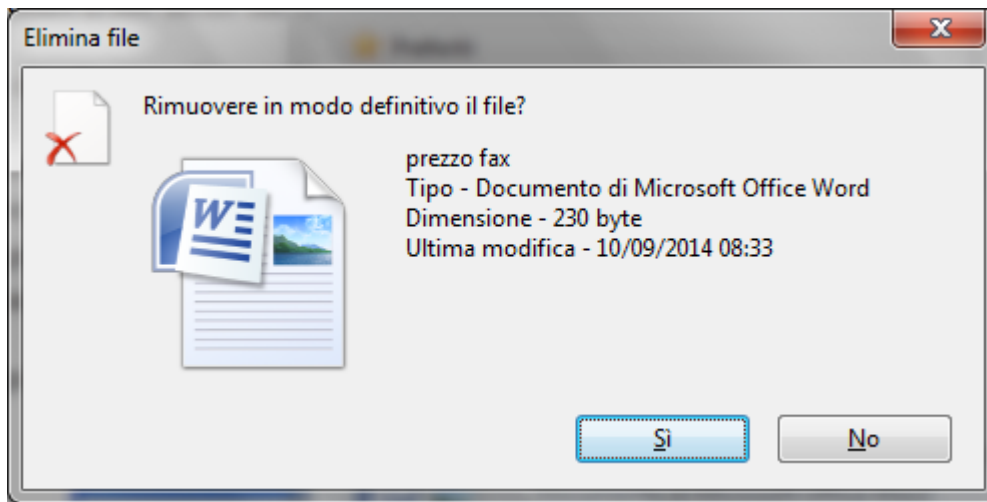 Elimina file
Rimuovere in modo definitivo il file?
prezzo fax
Tipo - Documento di Microsoft Office Word
Dimensione - 230 byte
Ultima modifica - 10/09/2014 08:33
Sì
No